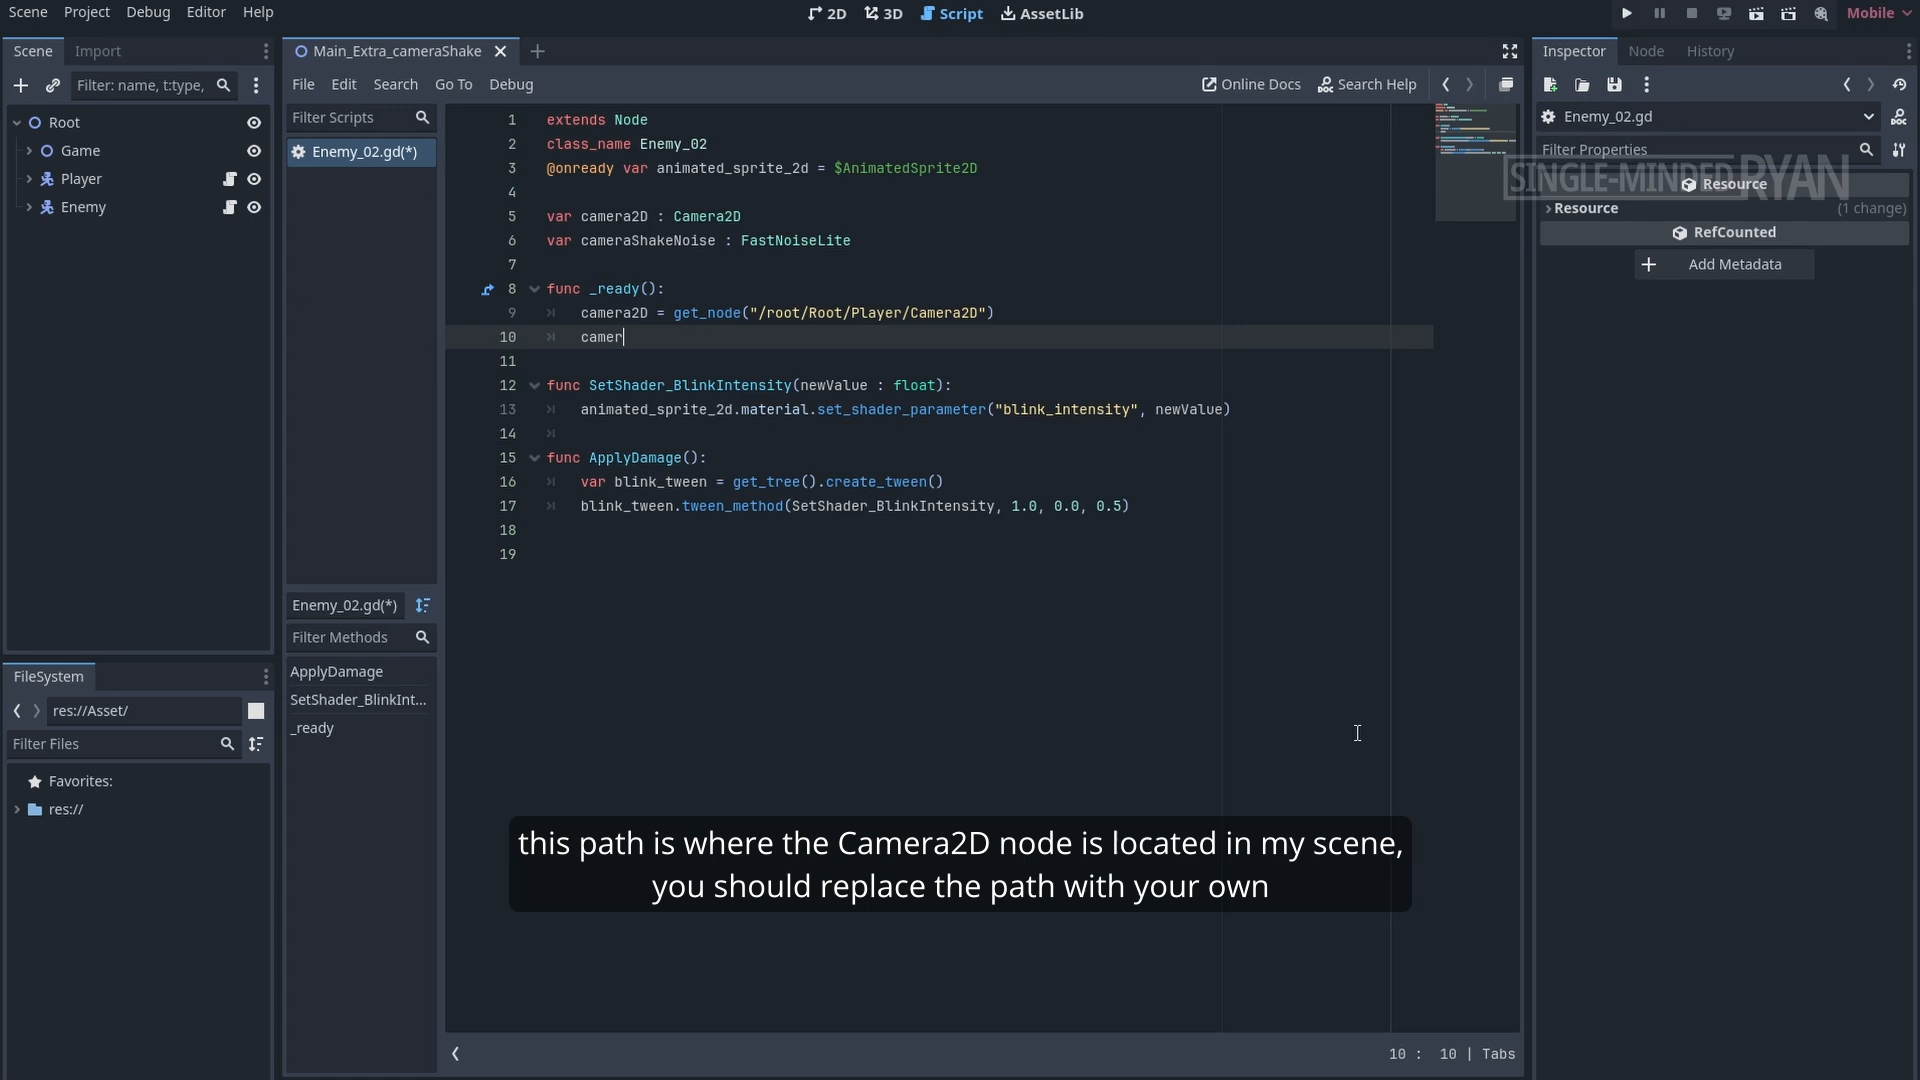 Scene Project Debug Editor Help 2D 3D Script AssetLib Mobile
Scene Import Main_Extra_cameraShake Inspector Node History
Filter: name, t:type, File Edit Search Go To Debug Online Docs Search Help
Root Filter Scripts Enemy_02.gd
Game Enemy_02.gd(*) Filter Properties
Player SINGLE-MINDED RYAN
Enemy Resource
Resource (1 change)
RefCounted
Add Metadata
1 extends Node
2 class_name Enemy_02
3 @onready var animated_sprite_2d = $AnimatedSprite2D
4
5 var camera2D : Camera2D
6 var cameraShakeNoise : FastNoiseLite
7
8 func _ready():
9 camera2D = get_node("/root/Root/Player/Camera2D")
10 camer
11
12 func SetShader_BlinkIntensity(newValue : float):
13 animated_sprite_2d.material.set_shader_parameter("blink_intensity", newValue)
14
15 func ApplyDamage():
16 var blink_tween = get_tree().create_tween()
17 blink_tween.tween_method(SetShader_BlinkIntensity, 1.0, 0.0, 0.5)
18
19
Enemy_02.gd(*)
Filter Methods
ApplyDamage
SetShader_BlinkInt...
_ready
FileSystem
res://Asset/
Filter Files
Favorites:
res://
this path is where the Camera2D node is located in my scene,
you should replace the path with your own
10 : 10 | Tabs